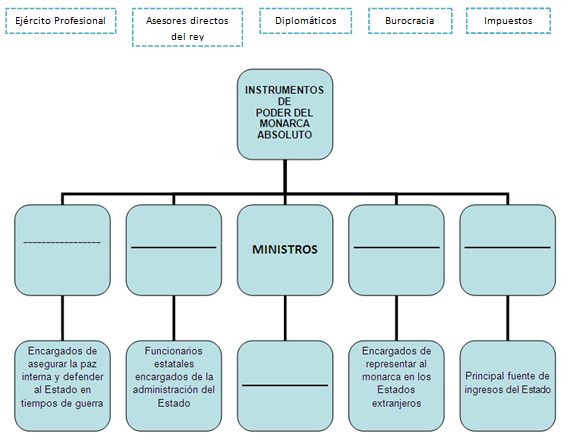 Ejército Profesional
Asesores directos
del rey
Diplomáticos
Burocracia
Impuestos
INSTRUMENTOS
DE
PODER DEL
MONARCA
ABSOLUTO
MINISTROS
Encargados de
asegurar la paz
interna y defender
al Estado en
tiempos de guerra
Funcionarios
estatales
encargados de la
administración del
Estado
Encargados de
representar al
monarca en los
Estados
extranjeros
Principal fuente de
ingresos del Estado